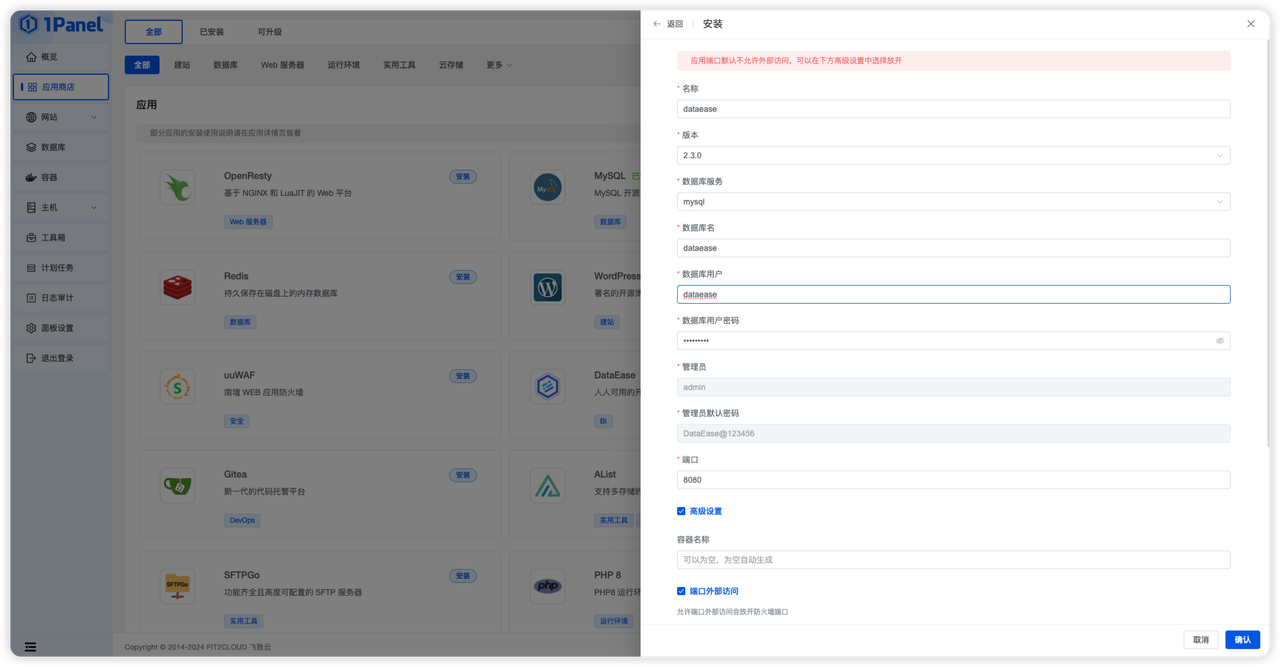 1Panel
概览
应用商店
网站
数据库
容器
主机
工具箱
计划任务
日志审计
面板设置
退出登录
全部 已安装 可升级
全部 建站 数据库 Web 服务器 运行环境 实用工具 云存储 更多
应用
部分应用的安装使用说明请在应用详情页查看
OpenResty 安装
基于 NGINX 和 LuaJIT 的 Web 平台
Web 服务器
MySQL 已
MySQL 开源
数据库
Redis 安装
持久保存在磁盘上的内存数据库
数据库
WordPress
著名的开源博
建站
uuWAF 安装
南墙 WEB 应用防火墙
安全
DataEase
人人可用的开
BI
Gitea 安装
新一代的代码托管平台
DevOps
AList
支持多存储的
实用工具
SFTPGo 安装
功能齐全且高度可配置的 SFTP 服务器
实用工具
PHP 8
PHP8 运行环
运行环境
Copyright © 2014-2024 FIT2CLOUD 飞致云
返回 安装
应用端口默认不允许外部访问，可以在下方高级设置中选择放开
* 名称
dataease
* 版本
2.3.0
* 数据库服务
mysql
* 数据库名
dataease
* 数据库用户
dataease
* 数据库用户密码
•••••••••
* 管理员
admin
* 管理员默认密码
DataEase@123456
* 端口
8080
高级设置
容器名称
可以为空，为空自动生成
端口外部访问
允许端口外部访问会放开防火墙端口
取消 确认